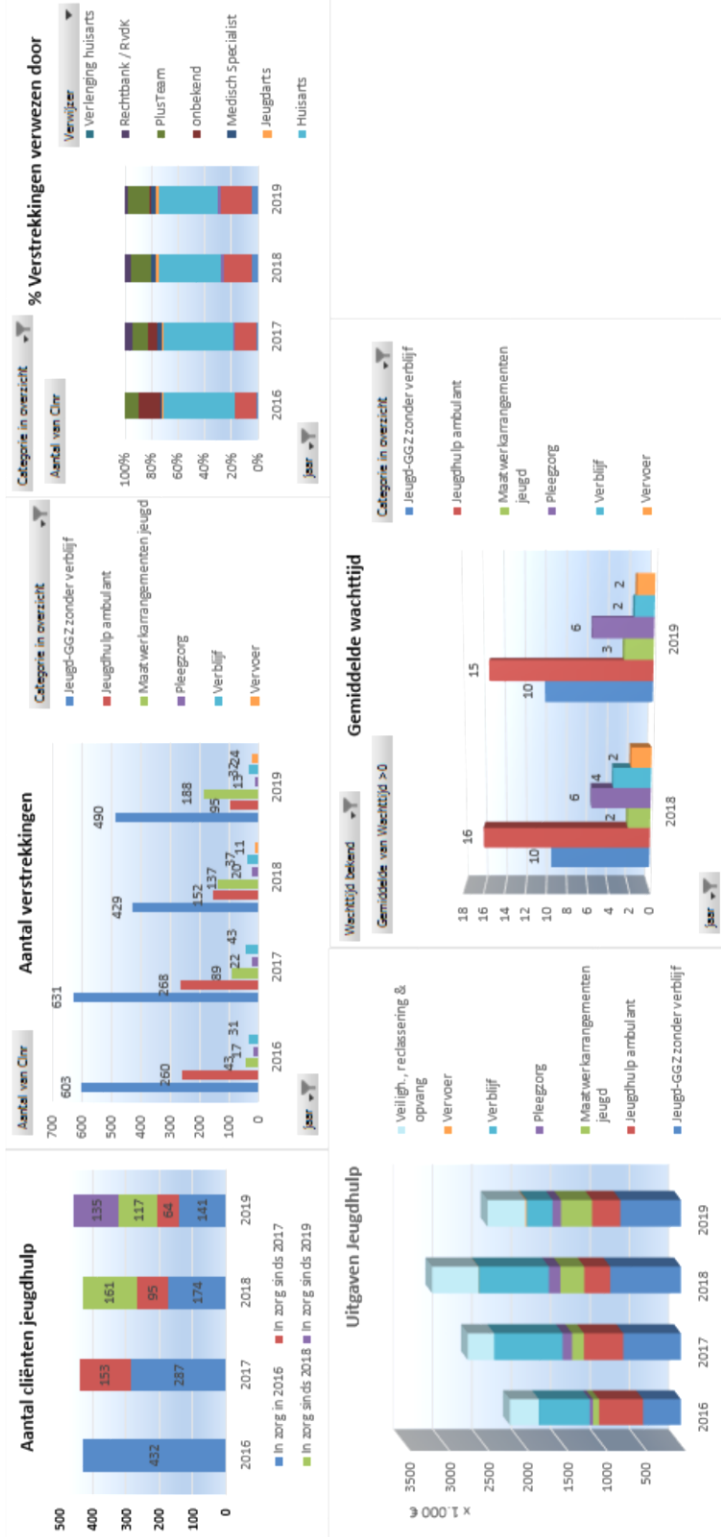 Aantal cliënten jeugdhulp
500
400
300
200
100
0
432
153
287
161
95
174
135
117
64
141
2016
2017
2018
2019
In zorg in 2016
In zorg sinds 2017
In zorg sinds 2018
In zorg sinds 2019
Aantal van Clnr
Aantal verstrekkingen
700
600
500
400
300
200
100
0
603
260
43
17
31
631
268
89
22
43
429
152
137
20
37
11
490
95
188
13
32
24
2016
2017
2018
2019
jaar
Categorie in overzicht
Jeugd-GGZ zonder verblijf
Jeugdhulp ambulant
Maatwerkarrangementen jeugd
Pleegzorg
Verblijf
Vervoer
Categorie in overzicht
Aantal van Clnr
% Verstrekkingen verwezen door
100%
80%
60%
40%
20%
0%
2016
2017
2018
2019
jaar
Verwijzer
Verlenging huisarts
Rechtbank / RvdK
PlusTeam
onbekend
Medisch Specialist
Jeugdarts
Huisarts
Uitgaven Jeugdhulp
x 1.000 €
3500
3000
2500
2000
1500
1000
500
2016
2017
2018
2019
Veiligh., reclassering &
opvang
Vervoer
Verblijf
Pleegzorg
Maatwerkarrangementen
jeugd
Jeugdhulp ambulant
Jeugd-GGZ zonder verblijf
Wachttijd bekend
Gemiddelde van Wachttijd >0
Gemiddelde wachttijd
18
16
14
12
10
8
6
4
2
0
10
16
2
6
4
2
10
15
3
6
2
2
2018
2019
jaar
Categorie in overzicht
Jeugd-GGZ zonder verblijf
Jeugdhulp ambulant
Maatwerkarrangementen
jeugd
Pleegzorg
Verblijf
Vervoer